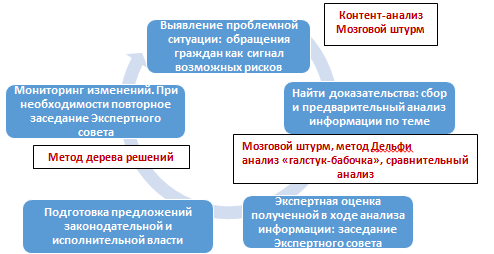 Выявление проблемной
ситуации: обращения
граждан как сигнал
возможных рисков
Контент-анализ
Мозговой штурм
Найти доказательства: сбор
и предварительный анализ
информации по теме
Мозговой штурм, метод Дельфи
анализ «галстук-бабочка», сравнительный
анализ
Экспертная оценка
полученной в ходе анализа
информации: заседание
Экспертного совета
Подготовка предложений
законодательной и
исполнительной власти
Мониторинг изменений. При
необходимости повторное
заседание Экспертного
совета
Метод дерева решений